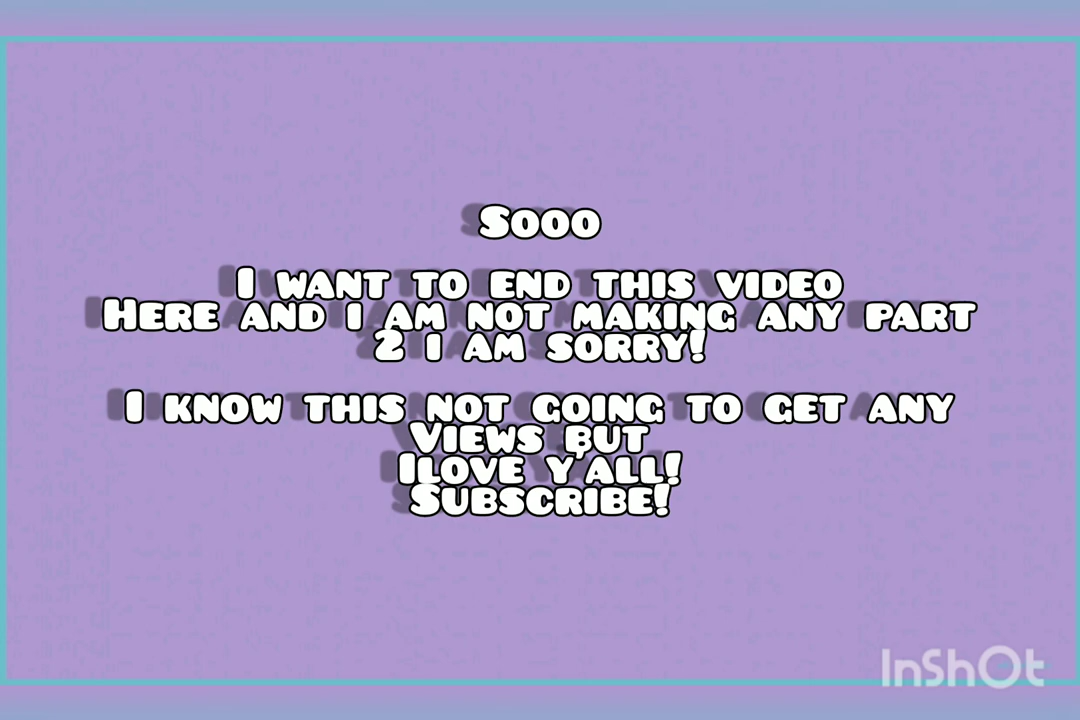 Sooo
I want to end this video
Here and i am not making any part
2 i am sorry!
I know this not going to get any
Views but
Ilove y'all!
Subscribe!
InShOt